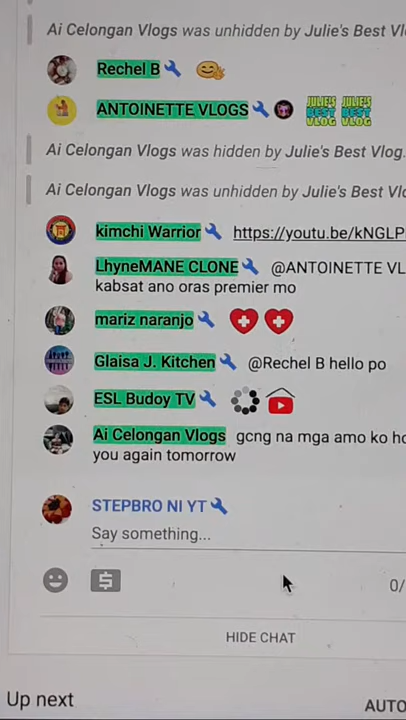 Ai Celongan Vlogs was unhidden by Julie's Best Vl
Rechel B
ANTOINETTE VLOGS JULIE'S BEST VLOG JULIE'S BEST VLOG
Ai Celongan Vlogs was hidden by Julie's Best Vlog.
Ai Celongan Vlogs was unhidden by Julie's Best Vlo
kimchi Warrior https://youtu.be/kNGLP
LhyneMANE CLONE @ANTOINETTE VL
kabsat ano oras premier mo
mariz naranjo
Glaisa J. Kitchen @Rechel B hello po
ESL Budoy TV
Ai Celongan Vlogs gcng na mga amo ko ho
you again tomorrow
STEPBRO NI YT
Say something...
0/
HIDE CHAT
Up next AUTO